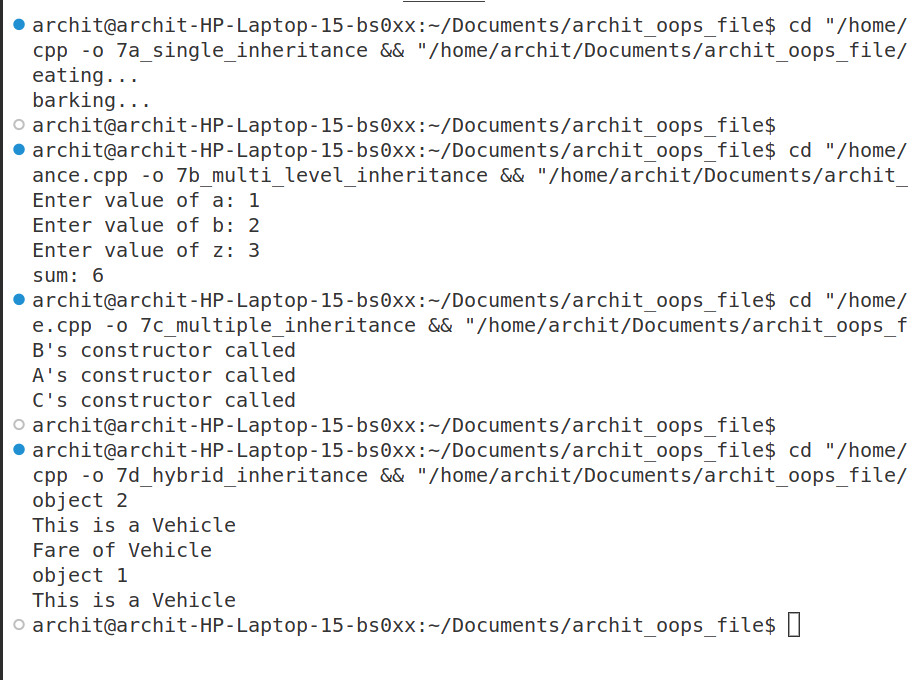 archit@archit-HP-Laptop-15-bs0xx:~/Documents/archit_oops_file$ cd "/home/
cpp -o 7a_single_inheritance && "/home/archit/Documents/archit_oops_file/
eating...
barking...
archit@archit-HP-Laptop-15-bs0xx:~/Documents/archit_oops_file$
archit@archit-HP-Laptop-15-bs0xx:~/Documents/archit_oops_file$ cd "/home/
ance.cpp -o 7b_multi_level_inheritance && "/home/archit/Documents/archit_
Enter value of a: 1
Enter value of b: 2
Enter value of z: 3
sum: 6
archit@archit-HP-Laptop-15-bs0xx:~/Documents/archit_oops_file$ cd "/home/
e.cpp -o 7c_multiple_inheritance && "/home/archit/Documents/archit_oops_f
B's constructor called
A's constructor called
C's constructor called
archit@archit-HP-Laptop-15-bs0xx:~/Documents/archit_oops_file$
archit@archit-HP-Laptop-15-bs0xx:~/Documents/archit_oops_file$ cd "/home/
cpp -o 7d_hybrid_inheritance && "/home/archit/Documents/archit_oops_file/
object 2
This is a Vehicle
Fare of Vehicle
object 1
This is a Vehicle
archit@archit-HP-Laptop-15-bs0xx:~/Documents/archit_oops_file$